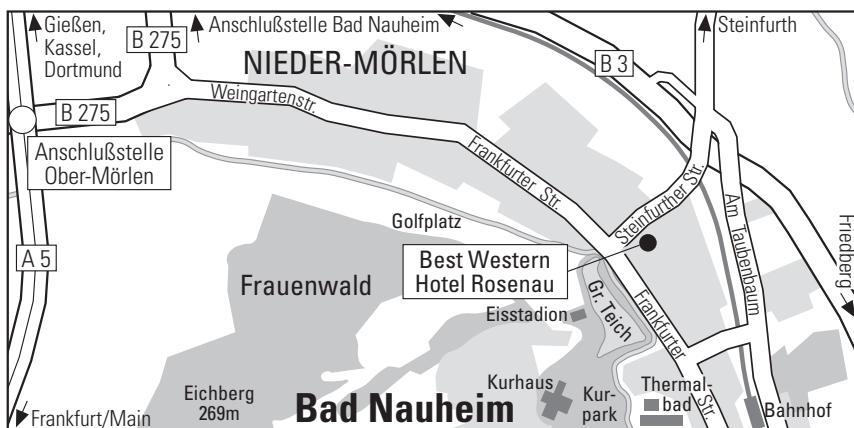 Gießen,
Kassel,
Dortmund
B 275
Anschlußstelle Bad Nauheim
Steinfurth
NIEDER-MÖRLEN
B 3
B 275
Weingartenstr.
Anschlußstelle
Ober-Mörlen
Frankfurter Str.
Steinfurther Str.
Am Taubenbaum
Friedberg
Golfplatz
A 5
Best Western
Hotel Rosenau
Frauenwald
Gr. Teich
Frankfurter
Str.
Eisstadion
Eichberg
269m
Kurhaus
Kur-
park
Thermal-
bad
Bad Nauheim
Bahnhof
Frankfurt/Main